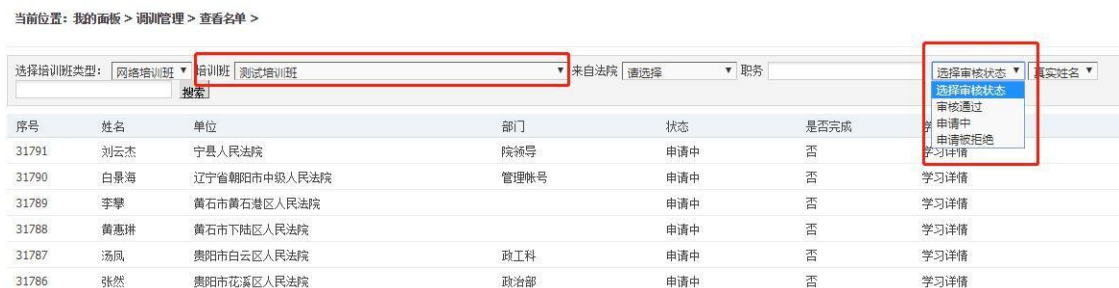 当前位置：我的面板 > 调训管理 > 查看名单 >
选择培训班类型： 网络培训班 培训班 测试培训班 来自法院 请选择 职务 选择审核状态 真实姓名
搜索
选择审核状态
审核通过
申请中
申请被拒绝
序号 姓名 单位 部门 状态 是否完成
31791 刘云杰 宁县人民法院 院领导 申请中 否 学习详情
31790 白景海 辽宁省朝阳市中级人民法院 管理帐号 申请中 否 学习详情
31789 李攀 黄石市黄石港区人民法院 申请中 否 学习详情
31788 黄惠琳 黄石市下陆区人民法院 申请中 否 学习详情
31787 汤凤 贵阳市白云区人民法院 政工科 申请中 否 学习详情
31786 张然 贵阳市花溪区人民法院 政治部 申请中 否 学习详情